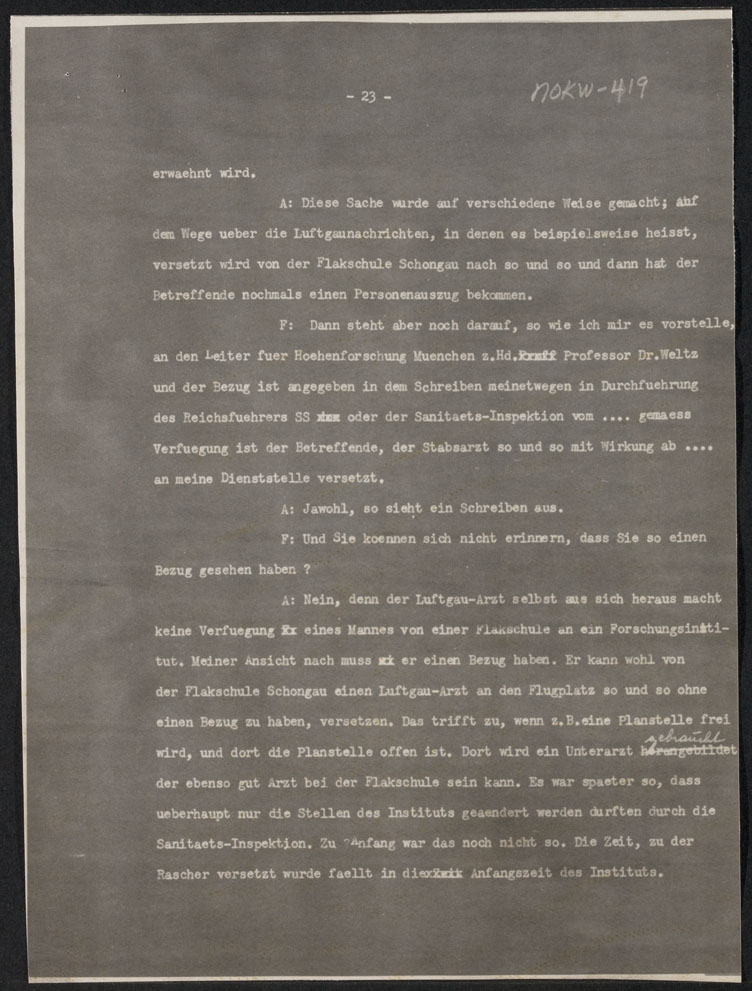 - 23 -
NOKW-419
erwaehnt wird.
A: Diese Sache wurde auf verschiedene Weise gemacht; auf
dem Wege ueber die Luftgaunachrichten, in denen es beispielsweise heisst,
versetzt wird von der Flakschule Schongau nach so und so und dann hat der
Betreffende nochmals einen Personenauszug bekommen.
F: Dann steht aber noch darauf, so wie ich mir es vorstelle,
an den Leiter fuer Hoehenforschung Muenchen z.Hd. Professor Dr.Weltz
und der Bezug ist angegeben in dem Schreiben meinetwegen in Durchfuehrung
des Reichsfuehrers SS oder der Sanitaets-Inspektion vom .... gemaess
Verfuegung ist der Betreffende, der Stabsarzt so und so mit Wirkung ab ....
an meine Dienststelle versetzt.
A: Jawohl, so sieht ein Schreiben aus.
F: Und Sie koennen sich nicht erinnern, dass Sie so einen
Bezug gesehen haben ?
A: Nein, denn der Luftgau-Arzt selbst aus sich heraus macht
keine Verfuegung eines Mannes von einer Flakschule an ein Forschungsinsti-
tut. Meiner Ansicht nach muss er einen Bezug haben. Er kann wohl von
der Flakschule Schongau einen Luftgau-Arzt an den Flugplatz so und so ohne
einen Bezug zu haben, versetzen. Das trifft zu, wenn z.B.eine Planstelle frei
gebraucht
wird, und dort die Planstelle offen ist. Dort wird ein Unterarzt herangebildet
der ebenso gut Arzt bei der Flakschule sein kann. Es war spaeter so, dass
ueberhaupt nur die Stellen des Instituts geaendert werden durften durch die
Sanitaets-Inspektion. Zu Anfang war das noch nicht so. Die Zeit, zu der
Rascher versetzt wurde faellt in die Anfangszeit des Instituts.